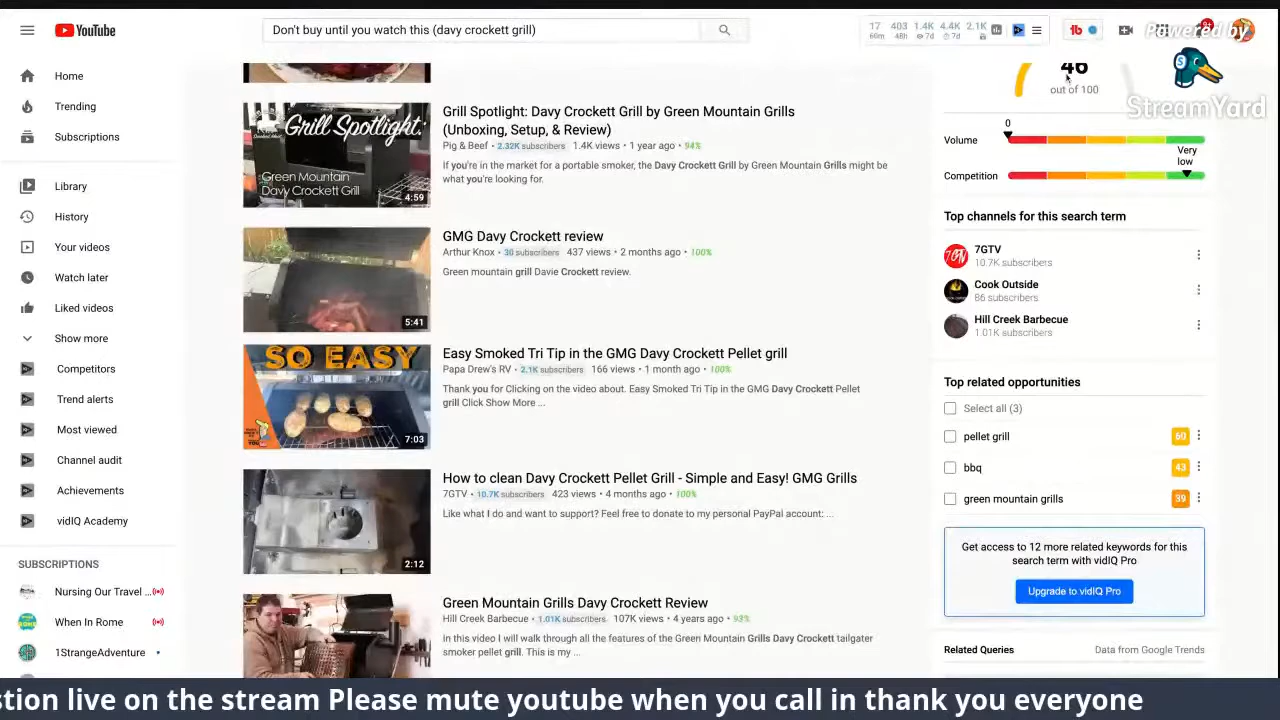 YouTube
Don't buy until you watch this (davy crockett grill)
17 403 1.4K 4.4K 2.1K
60m 48h 7d 7d
9+
Powered by
StreamYard
Home
Trending
Subscriptions
Library
History
Your videos
Watch later
Liked videos
Show more
Competitors
Trend alerts
Most viewed
Channel audit
Achievements
vidIQ Academy
SUBSCRIPTIONS
Nursing Our Travel ...
When In Rome
1StrangeAdventure
Grill Spotlight:
Green Mountain
Davy Crockett Grill
4:59
Grill Spotlight: Davy Crockett Grill by Green Mountain Grills
(Unboxing, Setup, & Review)
Pig & Beef • 2.32K subscribers 1.4K views • 1 year ago • 94%
If you're in the market for a portable smoker, the Davy Crockett Grill by Green Mountain Grills might be
what you're looking for.
5:41
GMG Davy Crockett review
Arthur Knox • 30 subscribers 437 views • 2 months ago • 100%
Green mountain grill Davie Crockett review.
SO EASY
7:03
Easy Smoked Tri Tip in the GMG Davy Crockett Pellet grill
Papa Drew's RV • 2.1K subscribers 166 views • 1 month ago • 100%
Thank you for Clicking on the video about. Easy Smoked Tri Tip in the GMG Davy Crockett Pellet
grill Click Show More ...
2:12
How to clean Davy Crockett Pellet Grill - Simple and Easy! GMG Grills
7GTV • 10.7K subscribers 423 views • 4 months ago • 100%
Like what I do and want to support? Feel free to donate to my personal PayPal account: ...
Green Mountain Grills Davy Crockett Review
Hill Creek Barbecue • 1.01K subscribers 107K views • 4 years ago • 93%
In this video I will walk through all the features of the Green Mountain Grills Davy Crockett tailgater
smoker pellet grill. This is my ...
46
out of 100
0
Volume
Very
low
Competition
Top channels for this search term
7GTV
10.7K subscribers
Cook Outside
86 subscribers
Hill Creek Barbecue
1.01K subscribers
Top related opportunities
Select all (3)
pellet grill 60
bbq 43
green mountain grills 39
Get access to 12 more related keywords for this
search term with vidIQ Pro
Upgrade to vidIQ Pro
Related Queries Data from Google Trends
stion live on the stream Please mute youtube when you call in thank you everyone